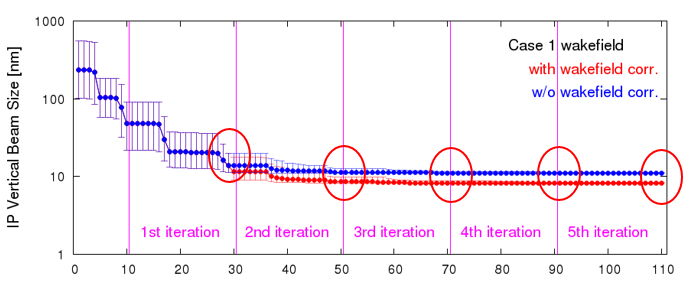 1000
Case 1 wakefield
with wakefield corr.
w/o wakefield corr.
100
IP Vertical Beam Size [nm]
10
1st iteration 2nd iteration 3rd iteration 4th iteration 5th iteration
1
0 10 20 30 40 50 60 70 80 90 100 110